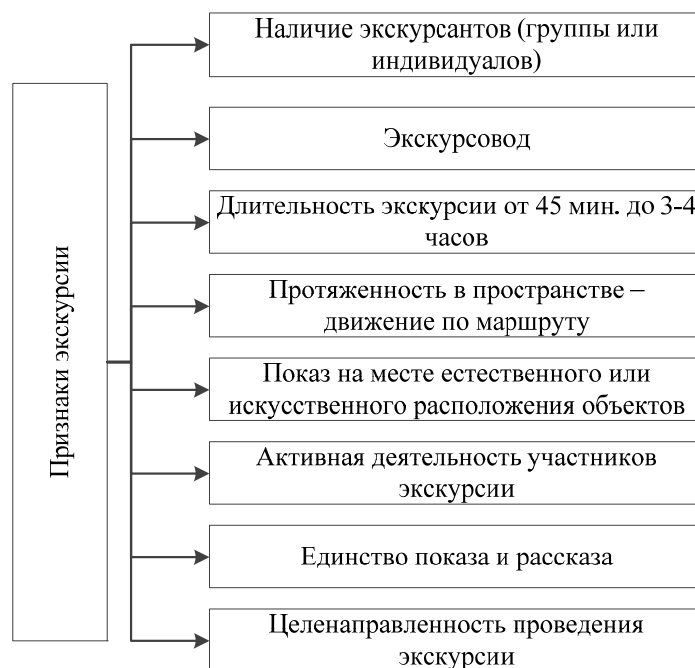 Признаки экскурсии
Наличие экскурсантов (группы или
индивидуалов)
Экскурсовод
Длительность экскурсии от 45 мин. до 3-4
часов
Протяженность в пространстве –
движение по маршруту
Показ на месте естественного или
искусственного расположения объектов
Активная деятельность участников
экскурсии
Единство показа и рассказа
Целенаправленность проведения
экскурсии